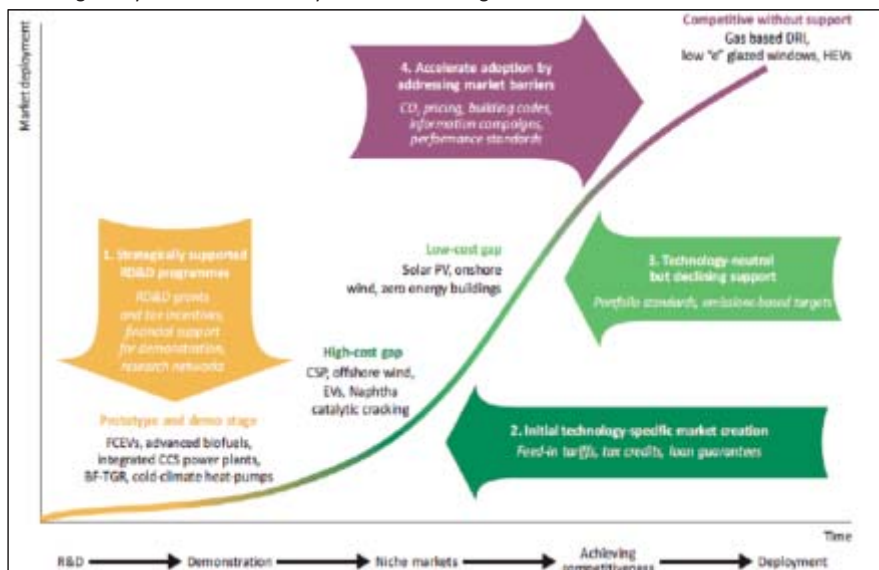 Market deployment
Competitive without support
Gas based DRI,
low "e" glazed windows, HEVs
4. Accelerate adoption by
addressing market barriers
CO₂ pricing, building codes,
information campaigns,
performance standards
1. Strategically supported
RD&D programmes
RD&D grants
and tax incentives,
financial support
for demonstration,
research networks
Low-cost gap
Solar PV, onshore
wind, zero energy buildings
3. Technology-neutral
but declining support
Portfolio standards, emissions based targets
High-cost gap
CSP, offshore wind,
EVs, Naphtha
catalytic cracking
2. Initial technology-specific market creation
Feed-in tariffs, tax credits, loan guarantees
Prototype and demo stage
FCEVs, advanced biofuels,
integrated CCS power plants,
BF-TGR, cold-climate heat-pumps
Time
R&D
Demonstration
Niche markets
Achieving
competitiveness
Deployment